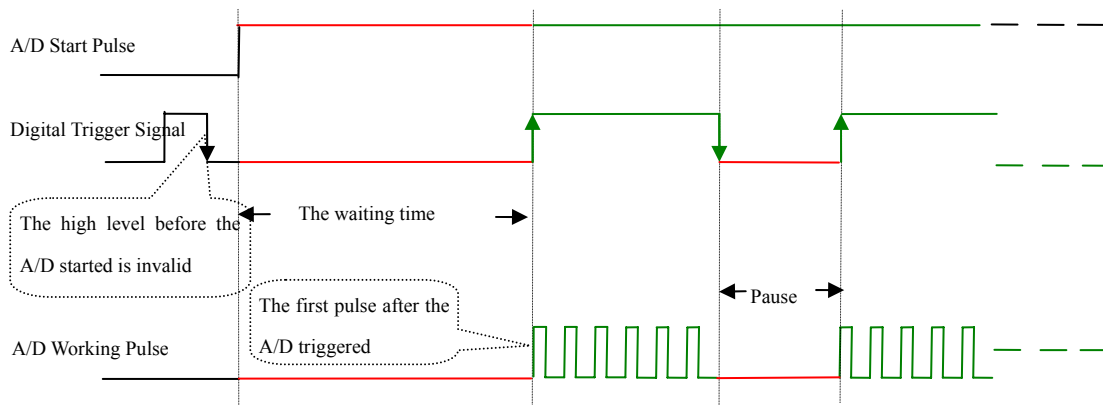 A/D Start Pulse
Digital Trigger Signal
The high level before the
A/D started is invalid
The waiting time
The first pulse after the
A/D triggered
Pause
A/D Working Pulse